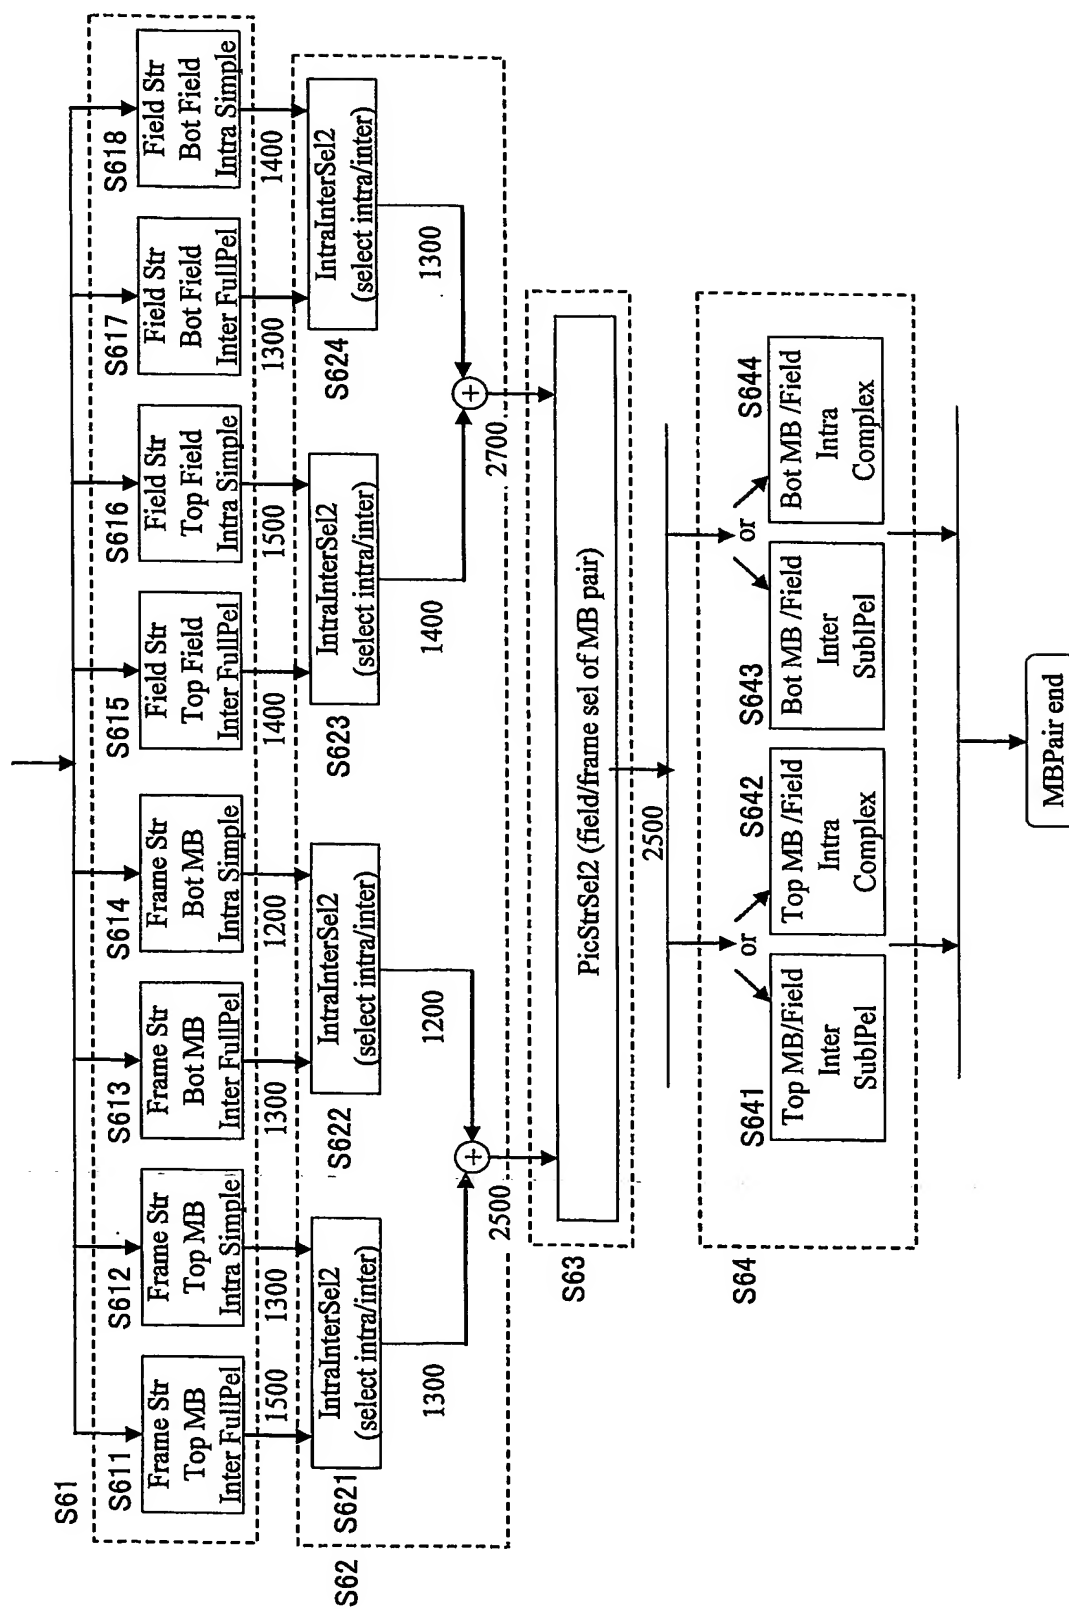 S61
S611
Frame Str
Top MB
Inter FullPel
S612
Frame Str
Top MB
Intra Simple
S613
Frame Str
Bot MB
Inter FullPel
S614
Frame Str
Bot MB
Intra Simple
S615
Field Str
Top Field
Inter FullPel
S616
Field Str
Top Field
Intra Simple
S617
Field Str
Bot Field
Inter FullPel
S618
Field Str
Bot Field
Intra Simple
1500
1300
1300
1200
1400
1500
1300
1400
S62
S621
IntraInterSel2
(select intra/inter)
S622
IntraInterSel2
(select intra/inter)
S623
IntraInterSel2
(select intra/inter)
S624
IntraInterSel2
(select intra/inter)
1300
1200
1400
1300
+
+
2500
2700
S63
PicStrSel2 (field/frame sel of MB pair)
2500
S64
or
or
S641
Top MB/Field
Inter
SublPel
S642
Top MB /Field
Intra
Complex
S643
Bot MB /Field
Inter
SublPel
S644
Bot MB /Field
Intra
Complex
MBPair end